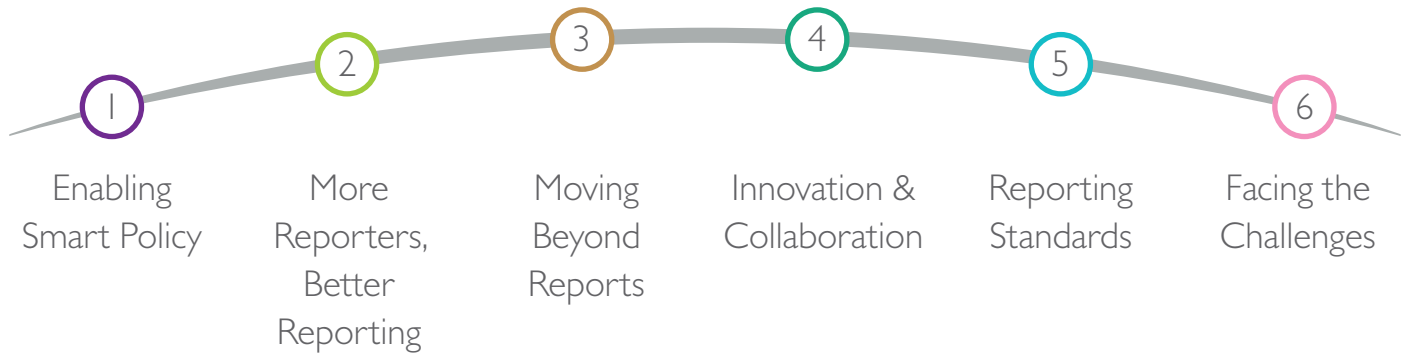 1
Enabling
Smart Policy
2
More
Reporters,
Better
Reporting
3
Moving
Beyond
Reports
4
Innovation &
Collaboration
5
Reporting
Standards
6
Facing the
Challenges